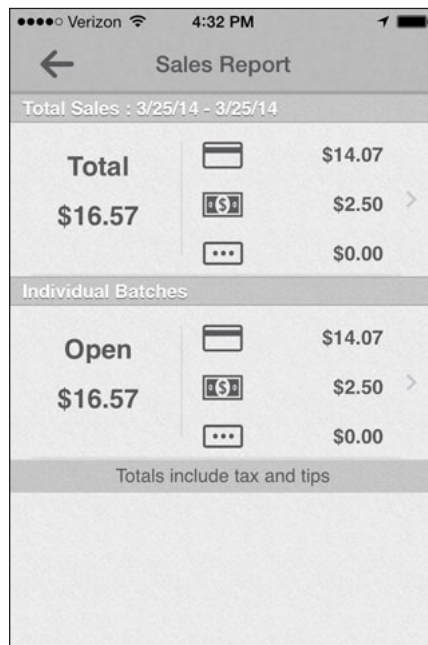 Verizon 4:32 PM
Sales Report
Total Sales : 3/25/14 - 3/25/14
Total
$16.57
$14.07
$2.50
$0.00
Individual Batches
Open
$16.57
$14.07
$2.50
$0.00
Totals include tax and tips